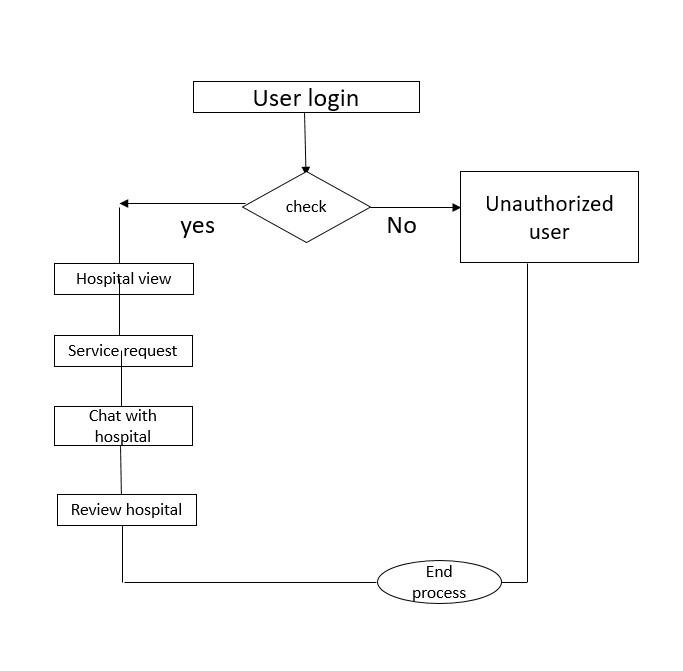 User login
check
yes
No
Unauthorized
user
Hospital view
Service request
Chat with
hospital
Review hospital
End
process